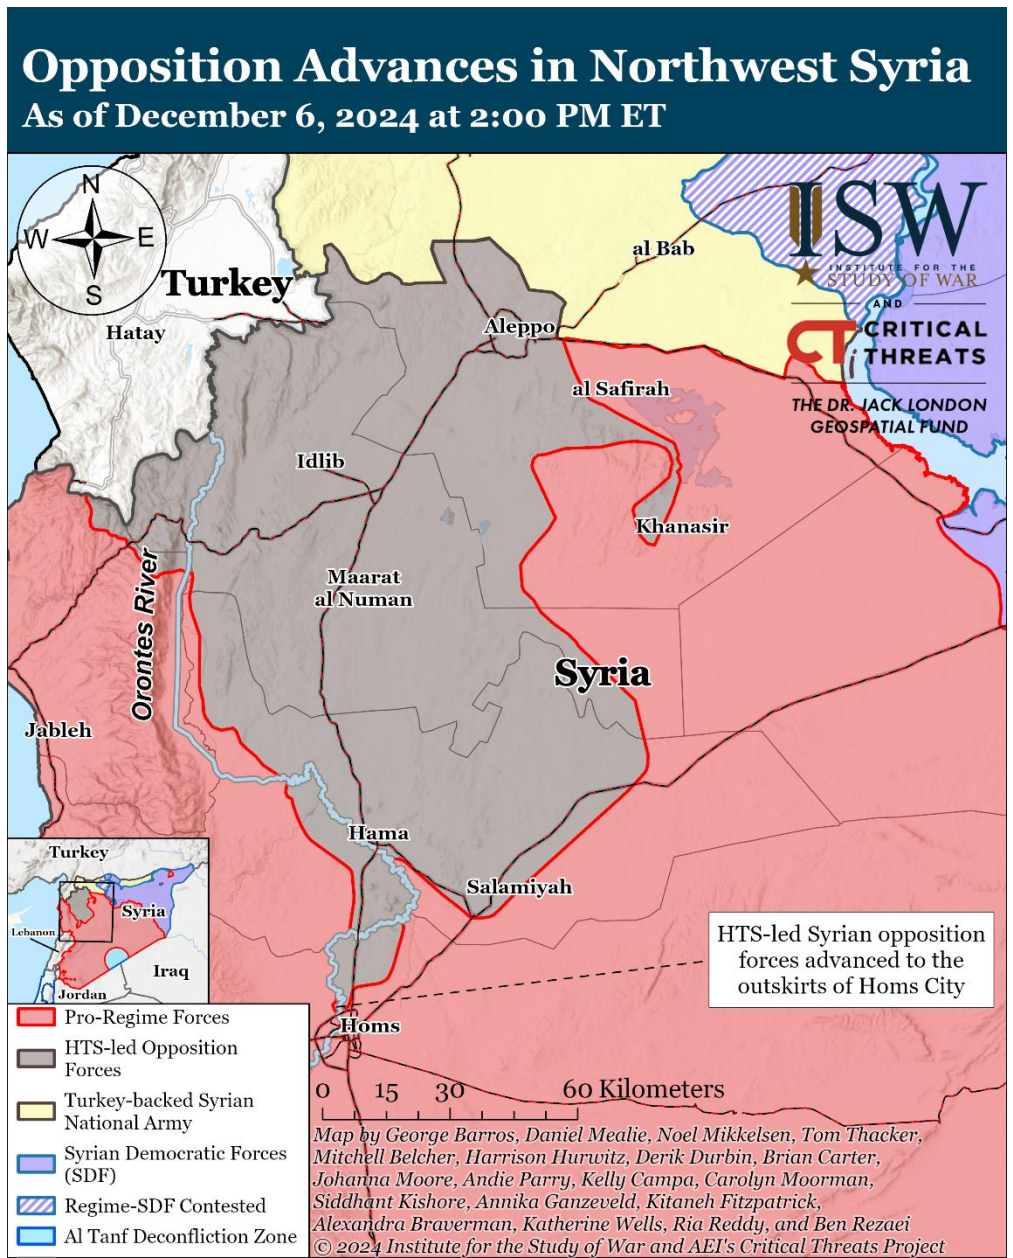 Opposition Advances in Northwest Syria
As of December 6, 2024 at 2:00 PM ET
N
W
E
S
ISW
INSTITUTE FOR THE
STUDY OF WAR
AND
CTi CRITICAL
THREATS
THE DR. JACK LONDON
GEOSPATIAL FUND
al Bab
Turkey
Hatay
Aleppo
al Safirah
Idlib
Khanasir
Orontes River
Maarat
al Numan
Syria
Jableh
Hama
Salamiyah
Turkey
Syria
Lebanon
Iraq
Jordan
HTS-led Syrian opposition
forces advanced to the
outskirts of Homs City
Homs
Pro-Regime Forces
HTS-led Opposition
Forces
Turkey-backed Syrian
National Army
Syrian Democratic Forces
(SDF)
Regime-SDF Contested
Al Tanf Deconfliction Zone
0 15 30 60 Kilometers
Map by George Barros, Daniel Mealie, Noel Mikkelsen, Tom Thacker,
Mitchell Belcher, Harrison Hurwitz, Derik Durbin, Brian Carter,
Johanna Moore, Andie Parry, Kelly Campa, Carolyn Moorman,
Siddhant Kishore, Annika Ganzeveld, Kitaneh Fitzpatrick,
Alexandra Braverman, Katherine Wells, Ria Reddy, and Ben Rezaei
© 2024 Institute for the Study of War and AEI's Critical Threats Project